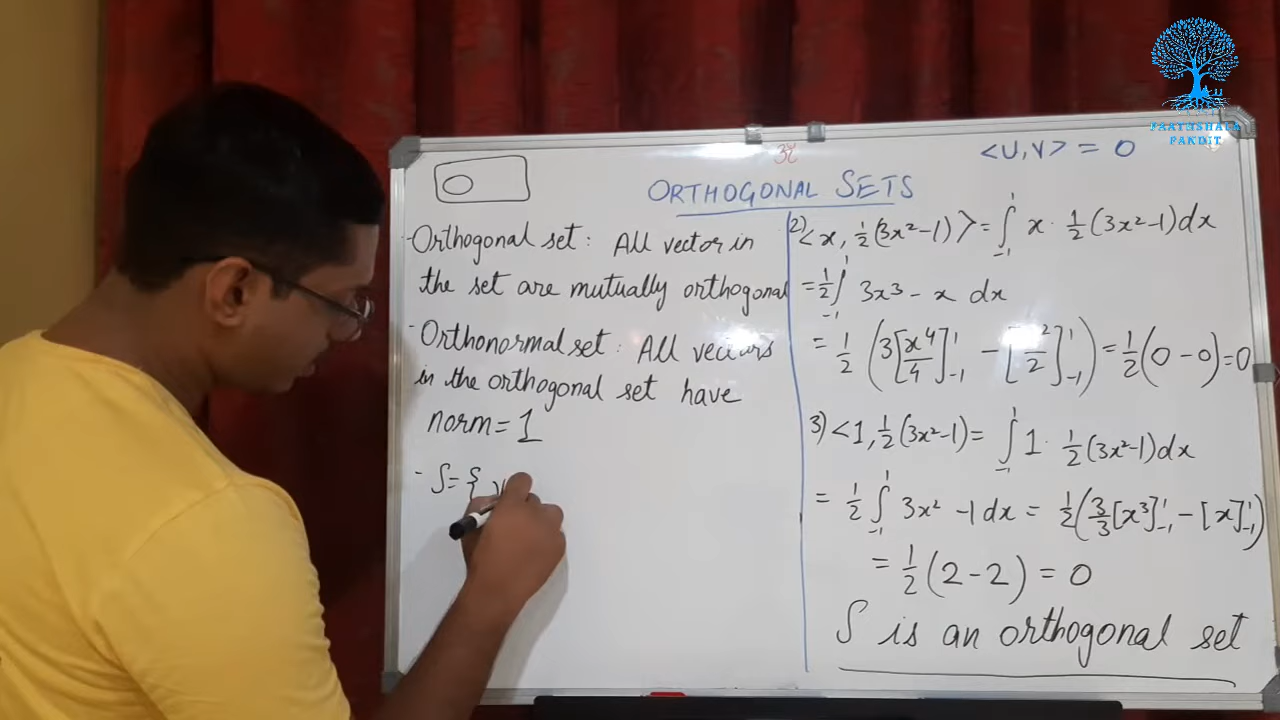 PAATHSHALA
PANDIT
<U,V> = 0
ORTHOGONAL SETS
- Orthogonal set: All vector in
the set are mutually orthogonal
- Orthonormal set: All vectors
in the orthogonal set have
norm = 1
- S = {
2) <x, 1/2(3x²-1)> = ∫₋₁¹ x · 1/2(3x²-1)dx
= 1/2 ∫₋₁¹ 3x³ - x dx
= 1/2 (3[x⁴/4]₋₁¹ - [x²/2]₋₁¹) = 1/2(0 - 0) = 0
3) <1, 1/2(3x²-1) = ∫₋₁¹ 1 · 1/2(3x²-1)dx
= 1/2 ∫₋₁¹ 3x² - 1 dx = 1/2(3/3[x³]₋₁¹ - [x]₋₁¹)
= 1/2(2-2) = 0
S is an orthogonal set